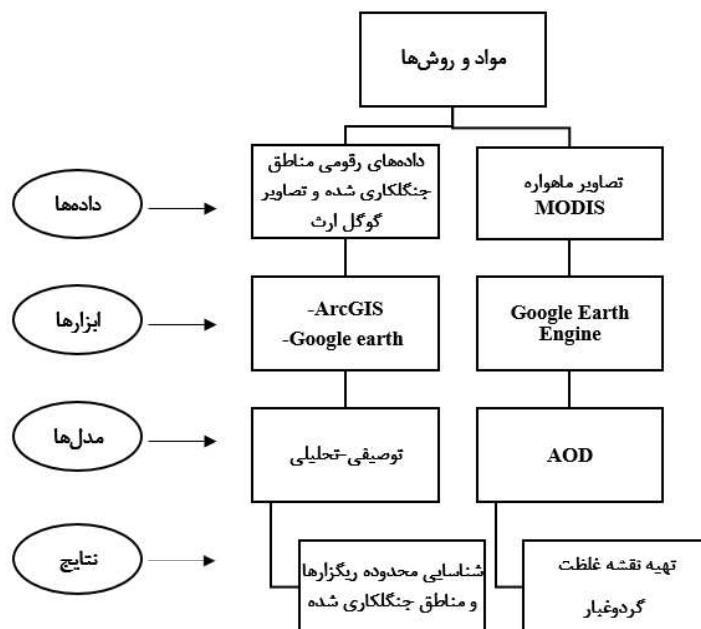 مواد و روش‌ها
داده‌های رقومی مناطق
جنگلکاری شده و تصاویر
گوگل ارث
تصاویر ماهواره
MODIS
داده‌ها
-ArcGIS
-Google earth
Google Earth
Engine
ابزارها
توصیفی-تحلیلی
AOD
مدل‌ها
شناسایی محدوده ریگزارها
و مناطق جنگلکاری شده
تهیه نقشه غلظت
گردوغبار
نتایج